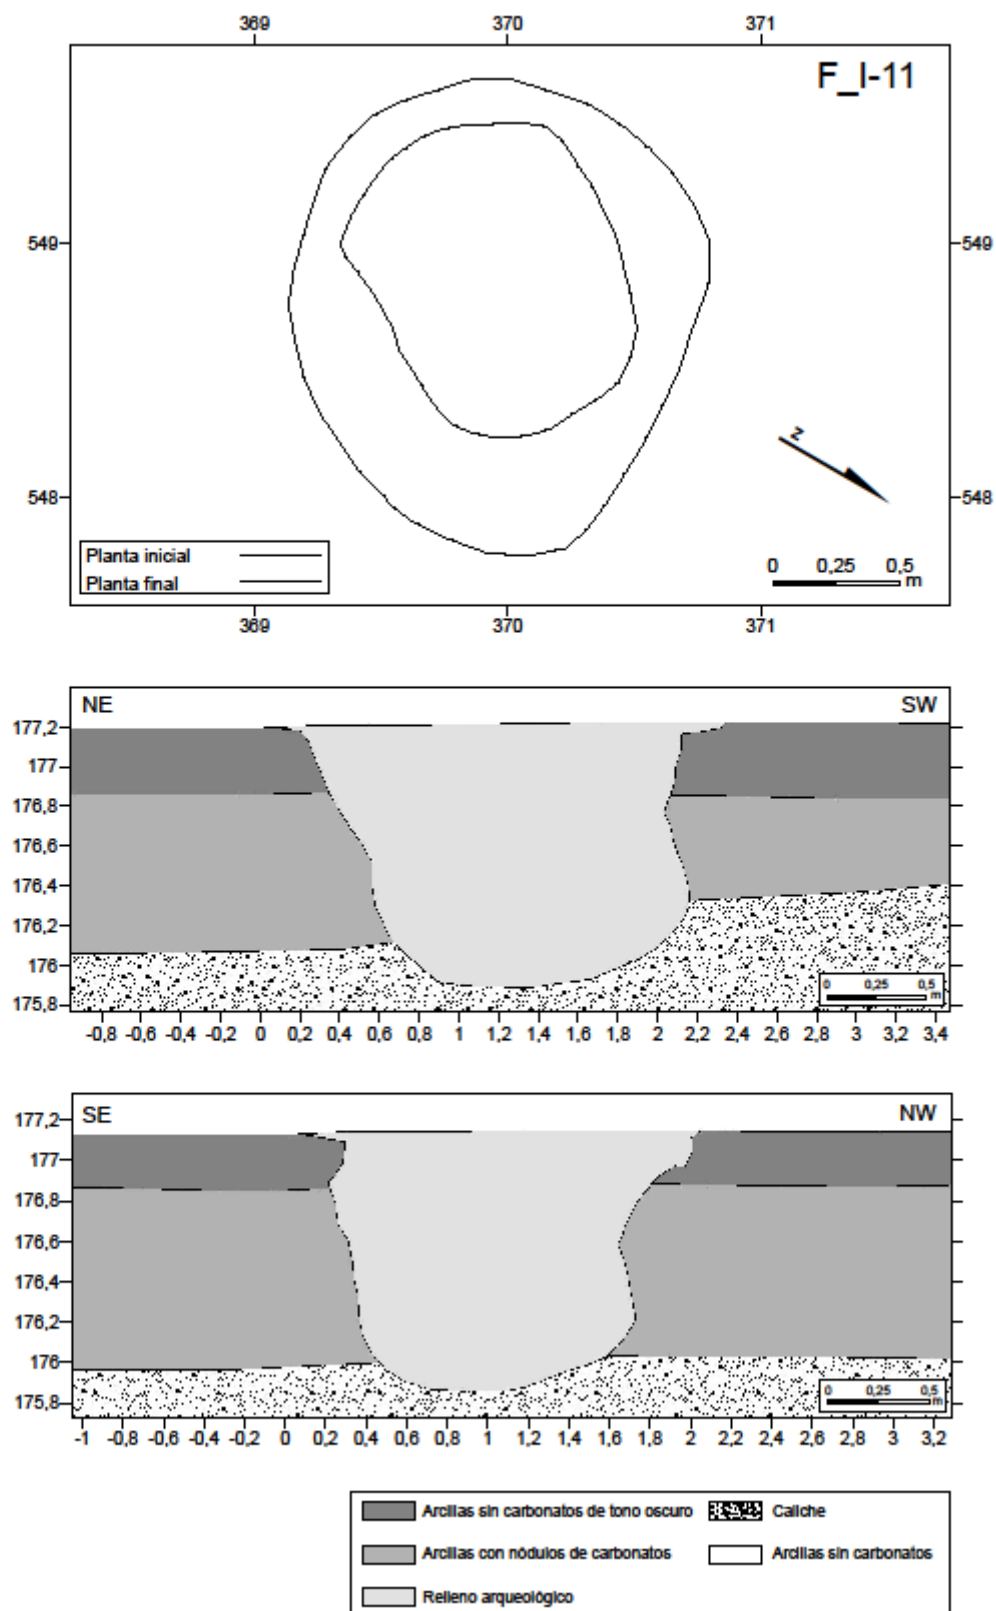 369 370 371
F_I-11
549 549
548 548
z
Planta inicial
Planta final
0 0,25 0,5
m
369 370 371
NE SW
177,2
177
176,8
176,6
176,4
176,2
176
175,8
0 0,25 0,5
m
-0,8 -0,6 -0,4 -0,2 0 0,2 0,4 0,6 0,8 1 1,2 1,4 1,6 1,8 2 2,2 2,4 2,6 2,8 3 3,2 3,4
SE NW
177,2
177
176,8
176,6
176,4
176,2
176
175,8
0 0,25 0,5
m
-1 -0,8 -0,6 -0,4 -0,2 0 0,2 0,4 0,6 0,8 1 1,2 1,4 1,6 1,8 2 2,2 2,4 2,6 2,8 3 3,2
Arcillas sin carbonatos de tono oscuro Caliche
Arcillas con nódulos de carbonatos Arcillas sin carbonatos
Relleno arqueológico